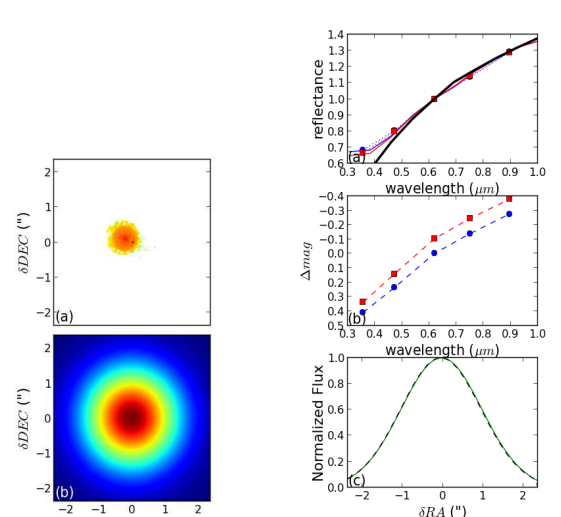 1.4
1.3
1.2
1.1
1.0
0.9
0.8
0.7
0.6
reflectance
(a)
0.3 0.4 0.5 0.6 0.7 0.8 0.9 1.0
wavelength (μm)
2
1
0
−1
−2
δDEC (")
(a)
−0.4
−0.3
−0.2
−0.1
0.0
0.1
0.2
0.3
0.4
0.5
Δmag
(b)
0.3 0.4 0.5 0.6 0.7 0.8 0.9 1.0
wavelength (μm)
2
1
0
−1
−2
δDEC (")
(b)
−2 −1 0 1 2
1.0
0.8
0.6
0.4
0.2
0.0
Normalized Flux
(c)
−2 −1 0 1 2
δRA (")